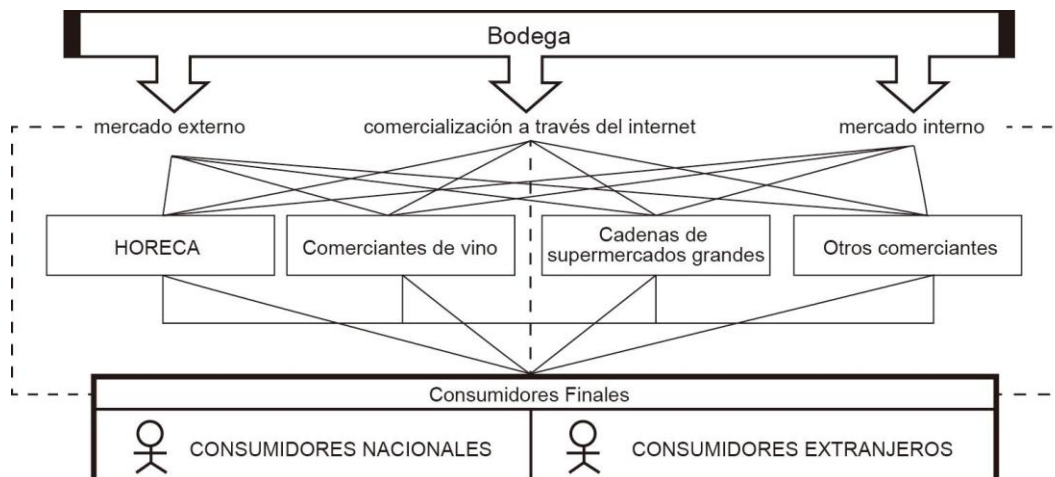 Bodega
mercado externo
comercialización a través del internet
mercado interno
HORECA
Comerciantes de vino
Cadenas de
supermercados grandes
Otros comerciantes
Consumidores Finales
CONSUMIDORES NACIONALES
CONSUMIDORES EXTRANJEROS